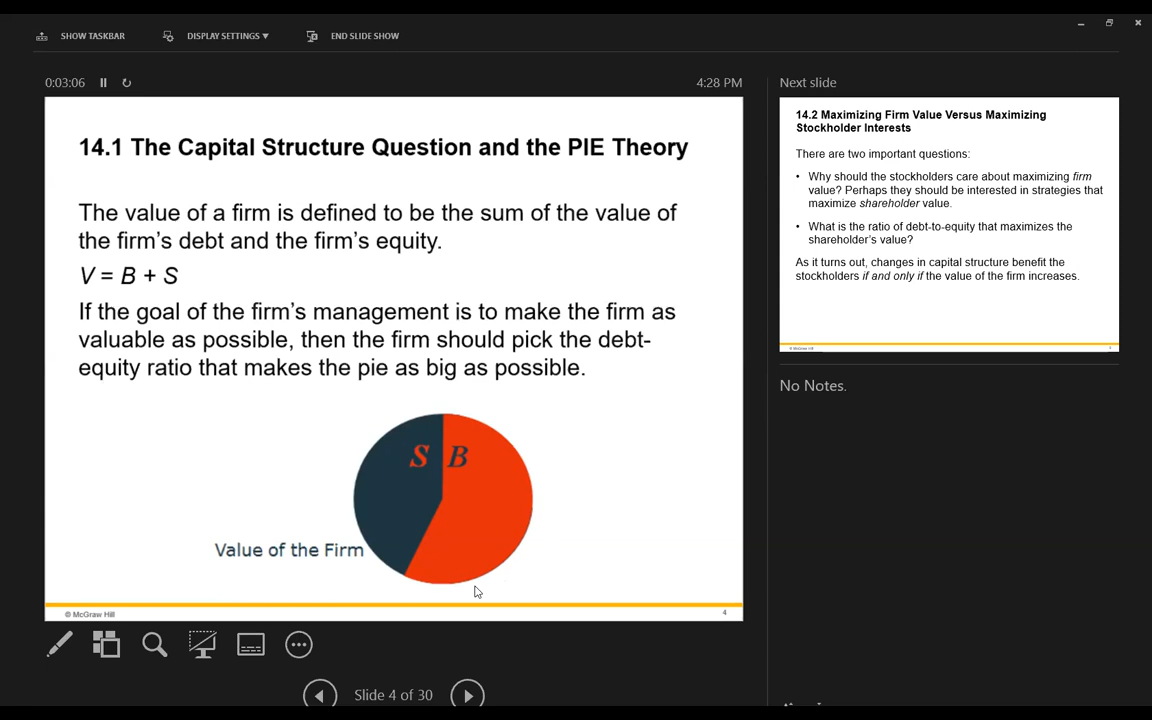 SHOW TASKBAR
DISPLAY SETTINGS ▾
END SLIDE SHOW
0:03:06
4:28 PM
14.1 The Capital Structure Question and the PIE Theory
The value of a firm is defined to be the sum of the value of
the firm's debt and the firm's equity.
V = B + S
If the goal of the firm's management is to make the firm as
valuable as possible, then the firm should pick the debt-
equity ratio that makes the pie as big as possible.
S B
Value of the Firm
© McGraw Hill
4
Slide 4 of 30
Next slide
14.2 Maximizing Firm Value Versus Maximizing
Stockholder Interests
There are two important questions:
• Why should the stockholders care about maximizing firm
value? Perhaps they should be interested in strategies that
maximize shareholder value.
• What is the ratio of debt-to-equity that maximizes the
shareholder's value?
As it turns out, changes in capital structure benefit the
stockholders if and only if the value of the firm increases.
© McGraw Hill
No Notes.